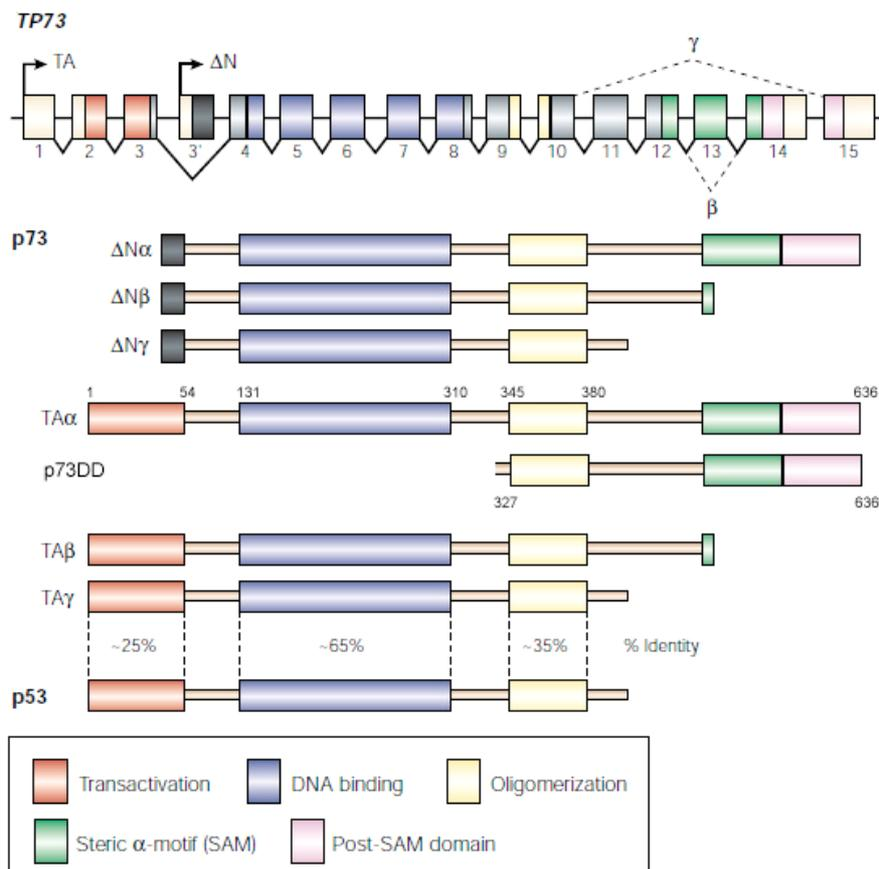 TP73
γ
TA ΔN
1 2 3 3' 4 5 6 7 8 9 10 11 12 13 14 15
β
p73
ΔNα
ΔNβ
ΔNγ
1 54 131 310 345 380 636
TAα
p73DD
327 636
TAβ
TAγ
~25% ~65% ~35% % Identity
p53
Transactivation DNA binding Oligomerization
Steric α-motif (SAM) Post-SAM domain